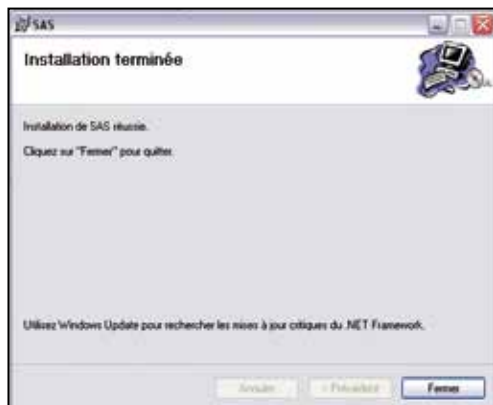 SAS
Installation terminée
Installation de SAS réussie.
Cliquez sur "Fermer" pour quitter.
Utilisez Windows Update pour rechercher les mises à jour critiques du .NET Framework.
Annuler
< Précédent
Fermer